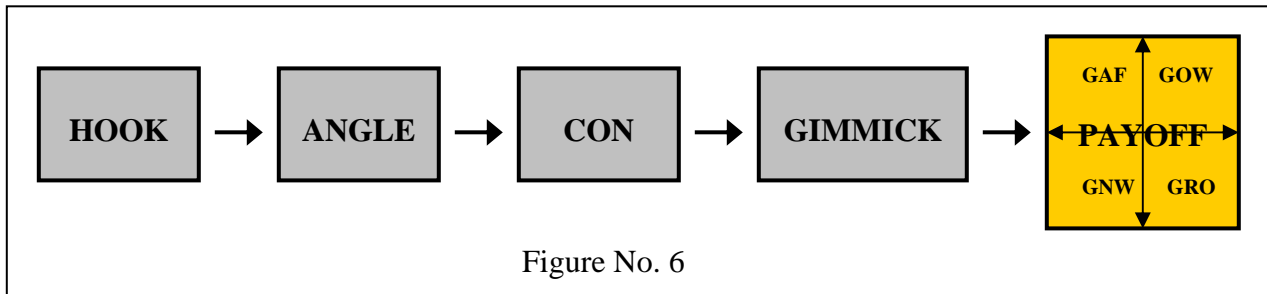 GAF GOW
HOOK ANGLE CON GIMMICK PAYOFF
GNW GRO
Figure No. 6